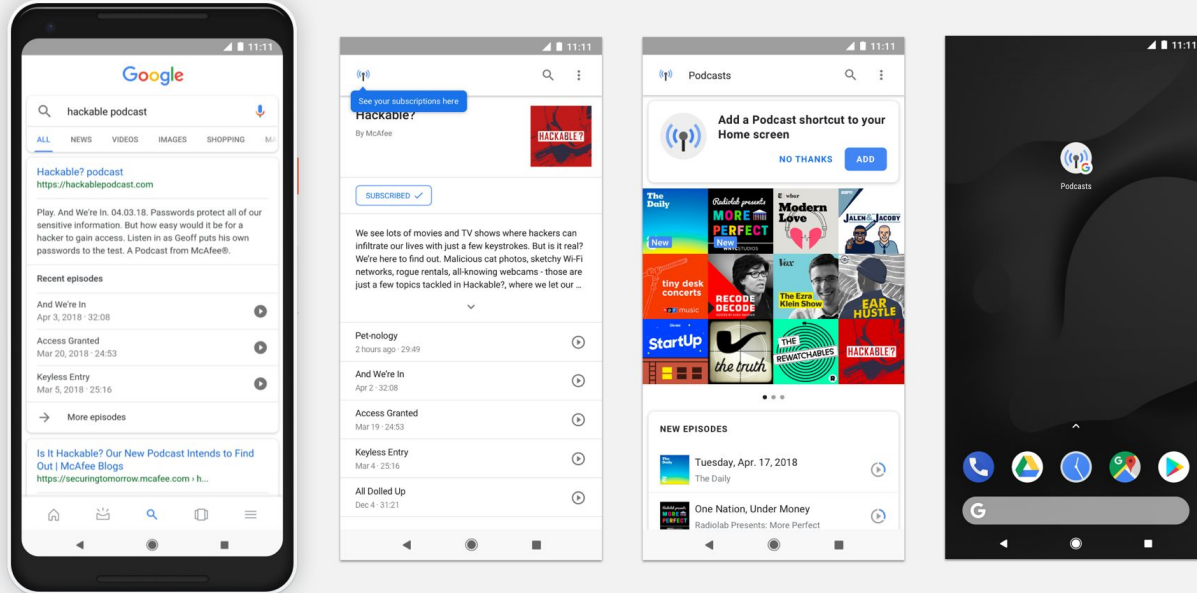 11:11
Google
hackable podcast
ALL NEWS VIDEOS IMAGES SHOPPING MA
Hackable? podcast
https://hackablepodcast.com
Play. And We're In. 04.03.18. Passwords protect all of our
sensitive information. But how easy would it be for a
hacker to gain access. Listen in as Geoff puts his own
passwords to the test. A Podcast from McAfee®.
Recent episodes
And We're In
Apr 3, 2018 · 32:08
Access Granted
Mar 20, 2018 · 24:53
Keyless Entry
Mar 5, 2018 · 25:16
More episodes
Is It Hackable? Our New Podcast Intends to Find
Out | McAfee Blogs
https://securingtomorrow.mcafee.com › h...
11:11
See your subscriptions here
Hackable?
By McAfee
HACKABLE?
SUBSCRIBED
We see lots of movies and TV shows where hackers can
infiltrate our lives with just a few keystrokes. But is it real?
We're here to find out. Malicious cat photos, sketchy Wi-Fi
networks, rogue rentals, all-knowing webcams - those are
just a few topics tackled in Hackable?, where we let our ...
Pet-nology
2 hours ago · 29:49
And We're In
Apr 2 · 32:08
Access Granted
Mar 19 · 24:53
Keyless Entry
Mar 4 · 25:16
All Dolled Up
Dec 4 · 31:21
11:11
Podcasts
Add a Podcast shortcut to your
Home screen
NO THANKS ADD
The
Daily
New
Radiolab presents
MORE
PERFECT
New
STUDIOS
wbur
Modern
Love
ESPN
JALEN & JACOBY
tiny desk
concerts
npr music
RECODE
DECODE
Vox
The Ezra
Klein Show
EAR
HUSTLE
StartUp
the truth
THE
REWATCHABLES
HACKABLE?
NEW EPISODES
The
Daily
Tuesday, Apr. 17, 2018
The Daily
Radiolab presents
MORE
PERFECT
One Nation, Under Money
Radiolab Presents: More Perfect
11:11
Podcasts
G